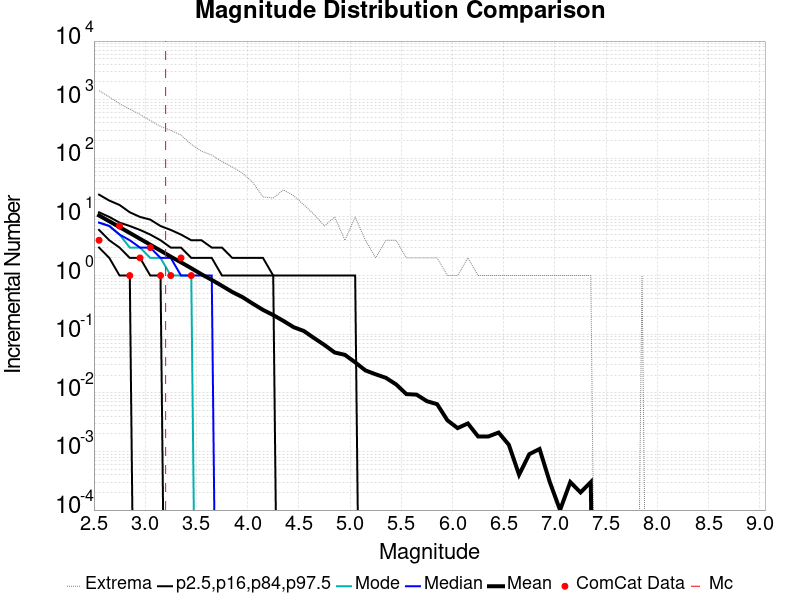 Magnitude Distribution Comparison
Incremental Number
10^4
10^3
10^2
10^1
10^0
10^-1
10^-2
10^-3
10^-4
2.5 3.0 3.5 4.0 4.5 5.0 5.5 6.0 6.5 7.0 7.5 8.0 8.5 9.0
Magnitude
Extrema p2.5,p16,p84,p97.5 Mode Median Mean ComCat Data Mc